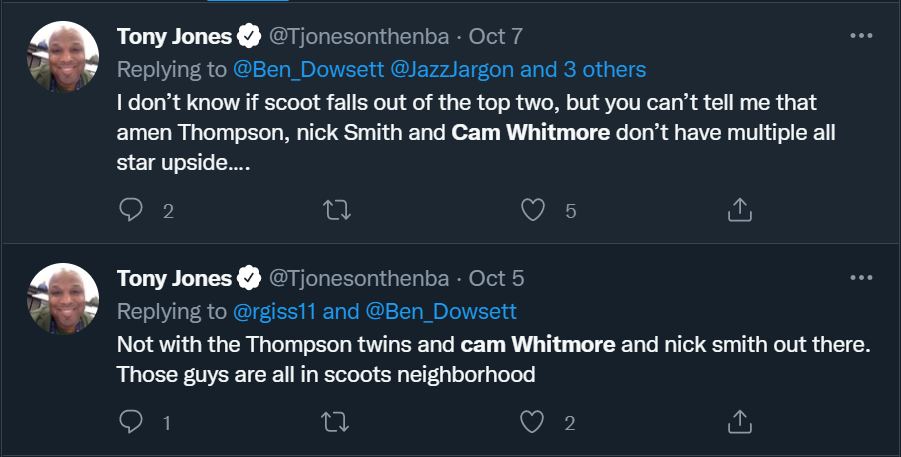 Tony Jones @Tjonesonthenba · Oct 7
Replying to @Ben_Dowsett @JazzJargon and 3 others
I don’t know if scoot falls out of the top two, but you can’t tell me that
amen Thompson, nick Smith and Cam Whitmore don’t have multiple all
star upside....
2 5
Tony Jones @Tjonesonthenba · Oct 5
Replying to @rgiss11 and @Ben_Dowsett
Not with the Thompson twins and cam Whitmore and nick smith out there.
Those guys are all in scoots neighborhood
1 2